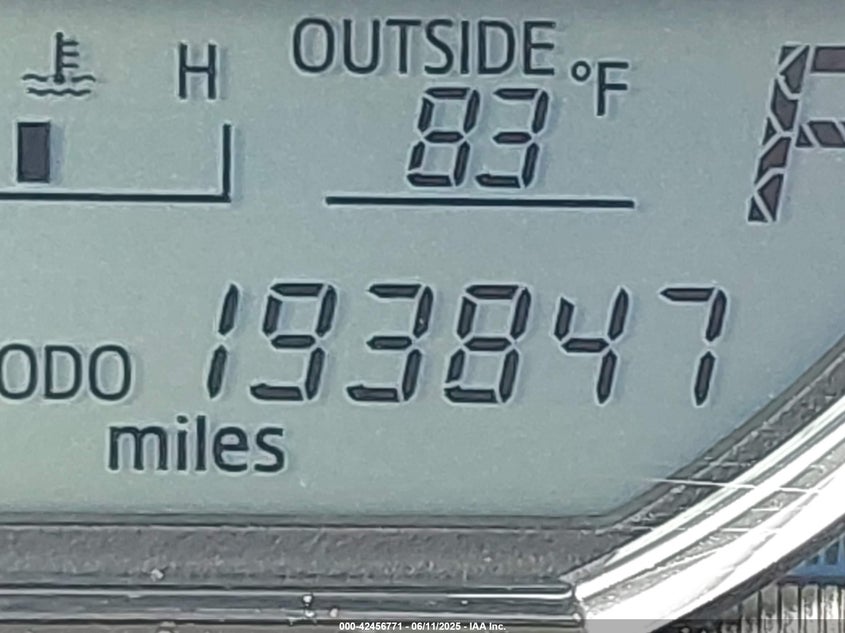 H
OUTSIDE
°F
83
ODO 193847
miles
000-42456771 - 06/11/2025 - IAA Inc.